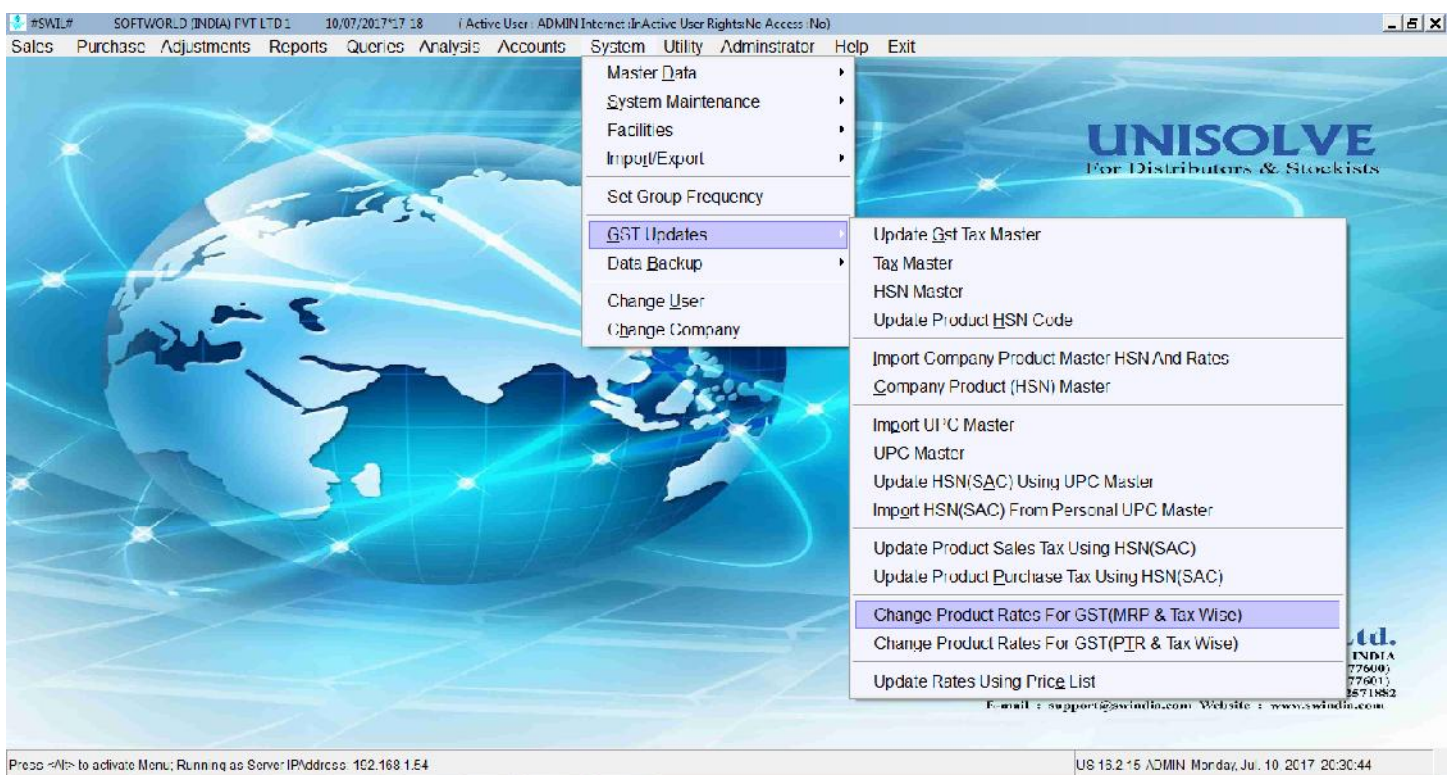 #SWIL# SOFTWORLD (INDIA) PVT LTD 1 10/07/2017*17 18 ( Active User : ADMIN Internet :InActive User Rights:No Access :No)
Sales Purchase Adjustments Reports Queries Analysis Accounts System Utility Adminstrator Help Exit
Master Data
System Maintenance
Facilities
Import/Export
Set Group Frequency
GST Updates
Data Backup
Change User
Change Company
UNISOLVE
For Distributors & Stockists
Update Gst Tax Master
Tax Master
HSN Master
Update Product HSN Code
Import Company Product Master HSN And Rates
Company Product (HSN) Master
Import UPC Master
UPC Master
Update HSN(SAC) Using UPC Master
Import HSN(SAC) From Personal UPC Master
Update Product Sales Tax Using HSN(SAC)
Update Product Purchase Tax Using HSN(SAC)
Change Product Rates For GST(MRP & Tax Wise)
Change Product Rates For GST(PTR & Tax Wise)
Update Rates Using Price List
Ltd.
INDIA
77600)
77601)
2571882
E-mail : support@swindia.com Website : www.swindia.com
Press <Alt> to activate Menu; Running as Server IPAddress: 192.168.1.54
US 16.2.15 ADMIN Monday, Jul. 10, 2017 20:30:44